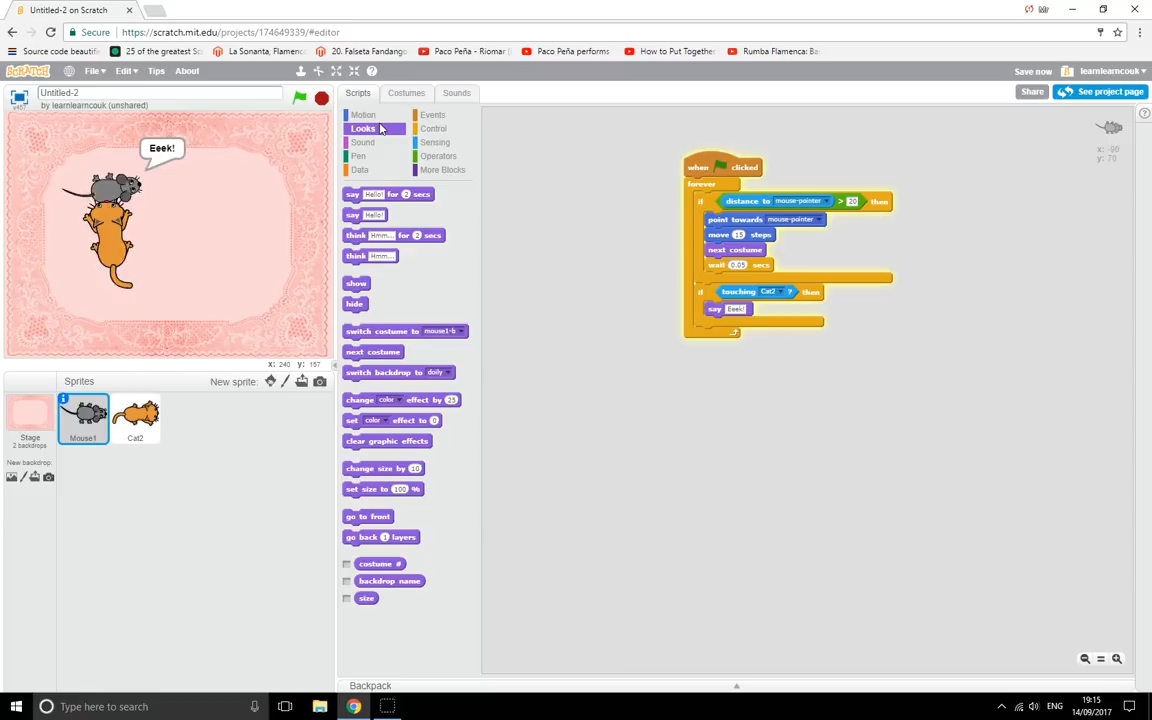 Untitled-2 on Scratch
Mr
Secure https://scratch.mit.edu/projects/174649339/#editor
Source code beautifi
25 of the greatest Sc
La Sonanta, Flamenc
20. Falseta Fandango
Paco Peña - Riomar (
Paco Peña performs
How to Put Together
Rumba Flamenca: Ba
SCRATCH
File
Edit
Tips
About
Save now
learnlearncouk
v457
Untitled-2
by learnlearncouk (unshared)
Scripts
Costumes
Sounds
Share
See project page
Eeek!
Motion
Looks
Sound
Pen
Data
Events
Control
Sensing
Operators
More Blocks
say Hello! for 2 secs
say Hello!
think Hmm... for 2 secs
think Hmm...
show
hide
switch costume to mouse1-b
next costume
switch backdrop to doily
change color effect by 25
set color effect to 0
clear graphic effects
change size by 10
set size to 100 %
go to front
go back 1 layers
costume #
backdrop name
size
when clicked
forever
if distance to mouse-pointer > 20 then
point towards mouse-pointer
move 15 steps
next costume
wait 0.05 secs
if touching Cat2 ? then
say Eeek!
x: -90
y: 70
x: 240 y: 157
Sprites
New sprite:
Stage
2 backdrops
New backdrop:
Mouse1
Cat2
Backpack
Type here to search
ENG
19:15
14/09/2017